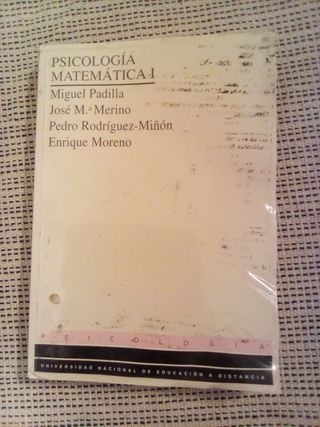 PSICOLOGÍA
MATEMÁTICA I
Miguel Padilla
José M.ª Merino
Pedro Rodríguez-Miñón
Enrique Moreno
PSICOLOGÍA
UNIVERSIDAD NACIONAL DE EDUCACIÓN A DISTANCIA